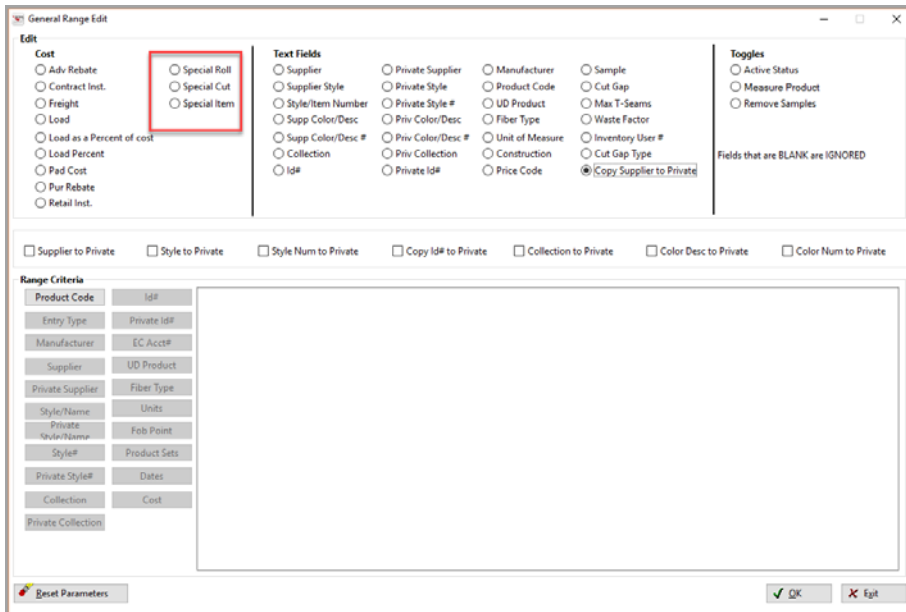 General Range Edit
Edit
Cost
Adv Rebate
Contract Inst.
Freight
Load
Load as a Percent of cost
Load Percent
Pad Cost
Pur Rebate
Retail Inst.
Special Roll
Special Cut
Special Item
Text Fields
Supplier
Supplier Style
Style/Item Number
Supp Color/Desc
Supp Color/Desc #
Collection
Id#
Private Supplier
Private Style
Private Style #
Priv Color/Desc
Priv Color/Desc #
Priv Collection
Private Id#
Manufacturer
Product Code
UD Product
Fiber Type
Unit of Measure
Construction
Price Code
Sample
Cut Gap
Max T-Seams
Waste Factor
Inventory User #
Cut Gap Type
Copy Supplier to Private
Toggles
Active Status
Measure Product
Remove Samples
Fields that are BLANK are IGNORED
Supplier to Private Style to Private Style Num to Private Copy Id# to Private Collection to Private Color Desc to Private Color Num to Private
Range Criteria
Product Code
Entry Type
Manufacturer
Supplier
Private Supplier
Style/Name
Private
Style/Name
Style#
Private Style#
Collection
Private Collection
Id#
Private Id#
EC Acct#
UD Product
Fiber Type
Units
Fob Point
Product Sets
Dates
Cost
Reset Parameters
OK
Exit